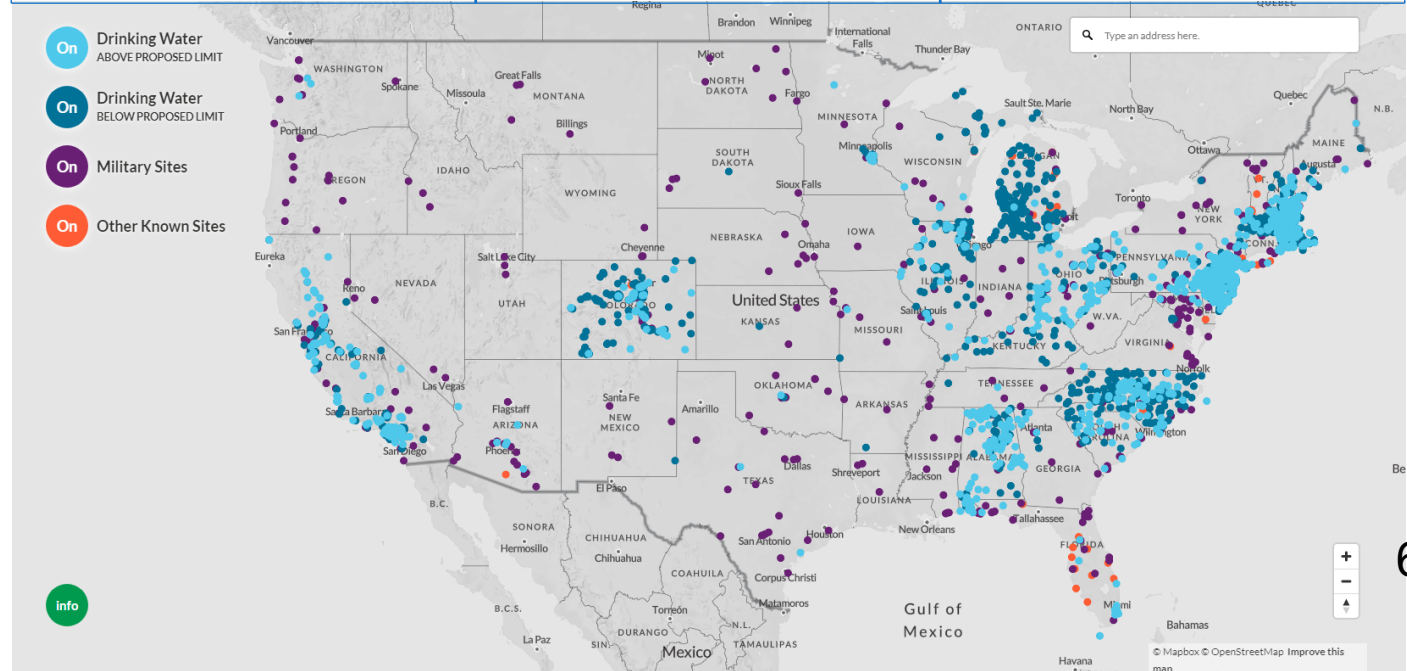 Regina
QUEBEC
Brandon
Winnipeg
International
Falls
ONTARIO
Type an address here.
On
Drinking Water
ABOVE PROPOSED LIMIT
Vancouver
Thunder Bay
WASHINGTON
Spokane
Great Falls
Missoula
MONTANA
Minot
NORTH
DAKOTA
Fargo
Quebec
On
Drinking Water
BELOW PROPOSED LIMIT
Billings
MINNESOTA
Sault Ste. Marie
North Bay
N.B.
Portland
Minneapolis
Ottawa
MAINE
On
Military Sites
IDAHO
SOUTH
DAKOTA
WISCONSIN
Augusta
WYOMING
Sioux Falls
Toronto
On
Other Known Sites
NEW
YORK
NEBRASKA
IOWA
CONN.
Eureka
Salt Lake City
Cheyenne
Omaha
PENNSYLVANIA
OHIO
NEVADA
Reno
UTAH
INDIANA
United States
KANSAS
W.VA.
MISSOURI
VIRGINIA
CALIFORNIA
KENTUCKY
Norfolk
Las Vegas
TENNESSEE
OKLAHOMA
Santa Fe
Amarillo
ARKANSAS
Santa Barbara
Flagstaff
ARIZONA
NEW
MEXICO
Atlanta
Wilmington
San Diego
MISSISSIPPI
ALABAMA
Dallas
Shreveport
Jackson
GEORGIA
Be
TEXAS
El Paso
LOUISIANA
B.C.
Tallahassee
SONORA
New Orleans
Hermosillo
CHIHUAHUA
Chihuahua
San Antonio
Houston
FLORIDA
6
COAHUILA
Corpus Christi
info
B.C.S.
Torreón
Matamoros
Gulf of
Mexico
Miami
N.L.
DURANGO
Bahamas
La Paz
SIN.
TAMAULIPAS
Mexico
Havana
© Mapbox © OpenStreetMap Improve this
map